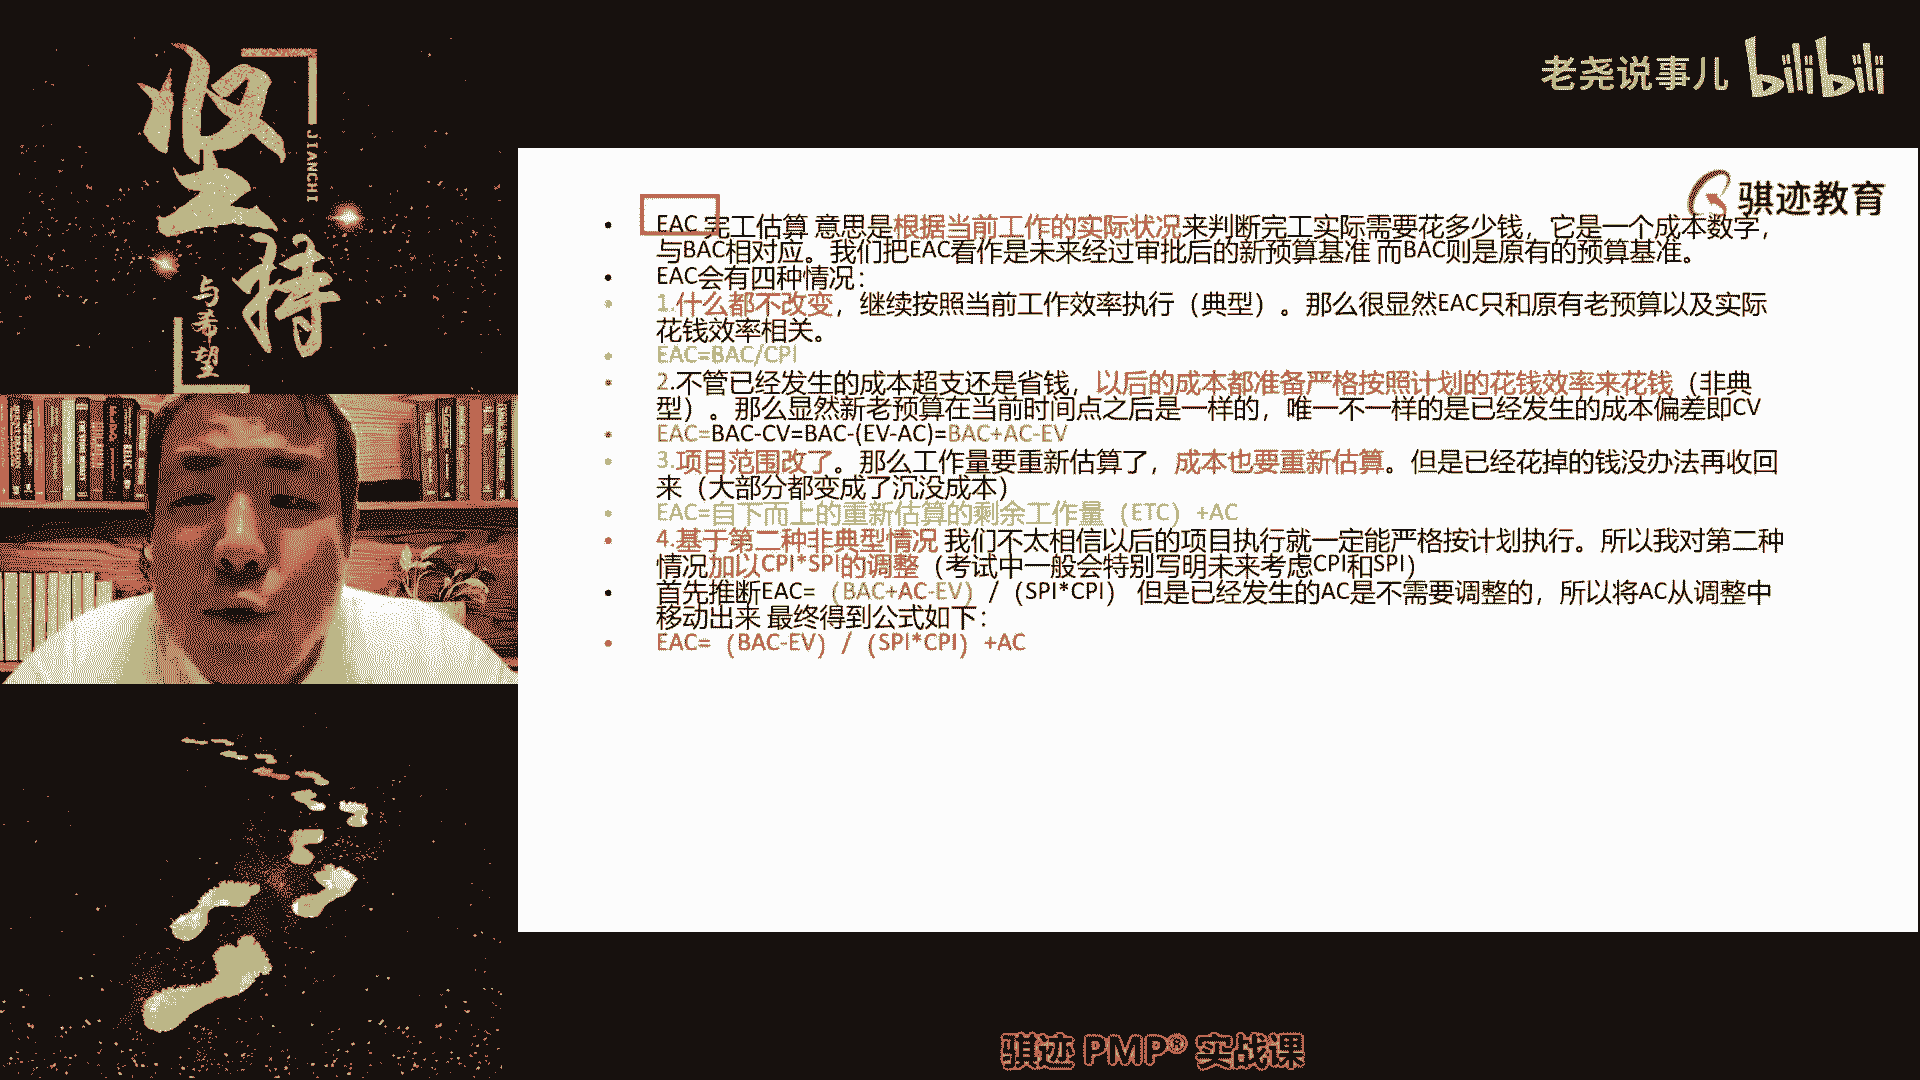 坚持
JIANCHI
与希望
老尧说事儿 bilibili
骐迹教育
• EAC 完工估算 意思是根据当前工作的实际状况来判断完工实际需要花多少钱，它是一个成本数字，
与BAC相对应。我们把EAC看作是未来经过审批后的新预算基准 而BAC则是原有的预算基准。
• EAC会有四种情况：
• 1.什么都不改变，继续按照当前工作效率执行（典型）。那么很显然EAC只和原有老预算以及实际
花钱效率相关。
• EAC=BAC/CPI
• 2.不管已经发生的成本超支还是省钱，以后的成本都准备严格按照计划的花钱效率来花钱（非典
型）。那么显然新老预算在当前时间点之后是一样的，唯一不一样的是已经发生的成本偏差即CV
• EAC=BAC-CV=BAC-(EV-AC)=BAC+AC-EV
• 3.项目范围改了。那么工作量要重新估算了，成本也要重新估算。但是已经花掉的钱没办法再收回
来（大部分都变成了沉没成本）
• EAC=自下而上的重新估算的剩余工作量（ETC）+AC
• 4.基于第二种非典型情况 我们不太相信以后的项目执行就一定能严格按计划执行。所以我对第二种
情况加以CPI*SPI的调整（考试中一般会特别写明未来考虑CPI和SPI）
• 首先推断EAC=（BAC+AC-EV）/（SPI*CPI） 但是已经发生的AC是不需要调整的，所以将AC从调整中
移动出来 最终得到公式如下：
• EAC=（BAC-EV）/（SPI*CPI）+AC
骐迹 PMP® 实战课